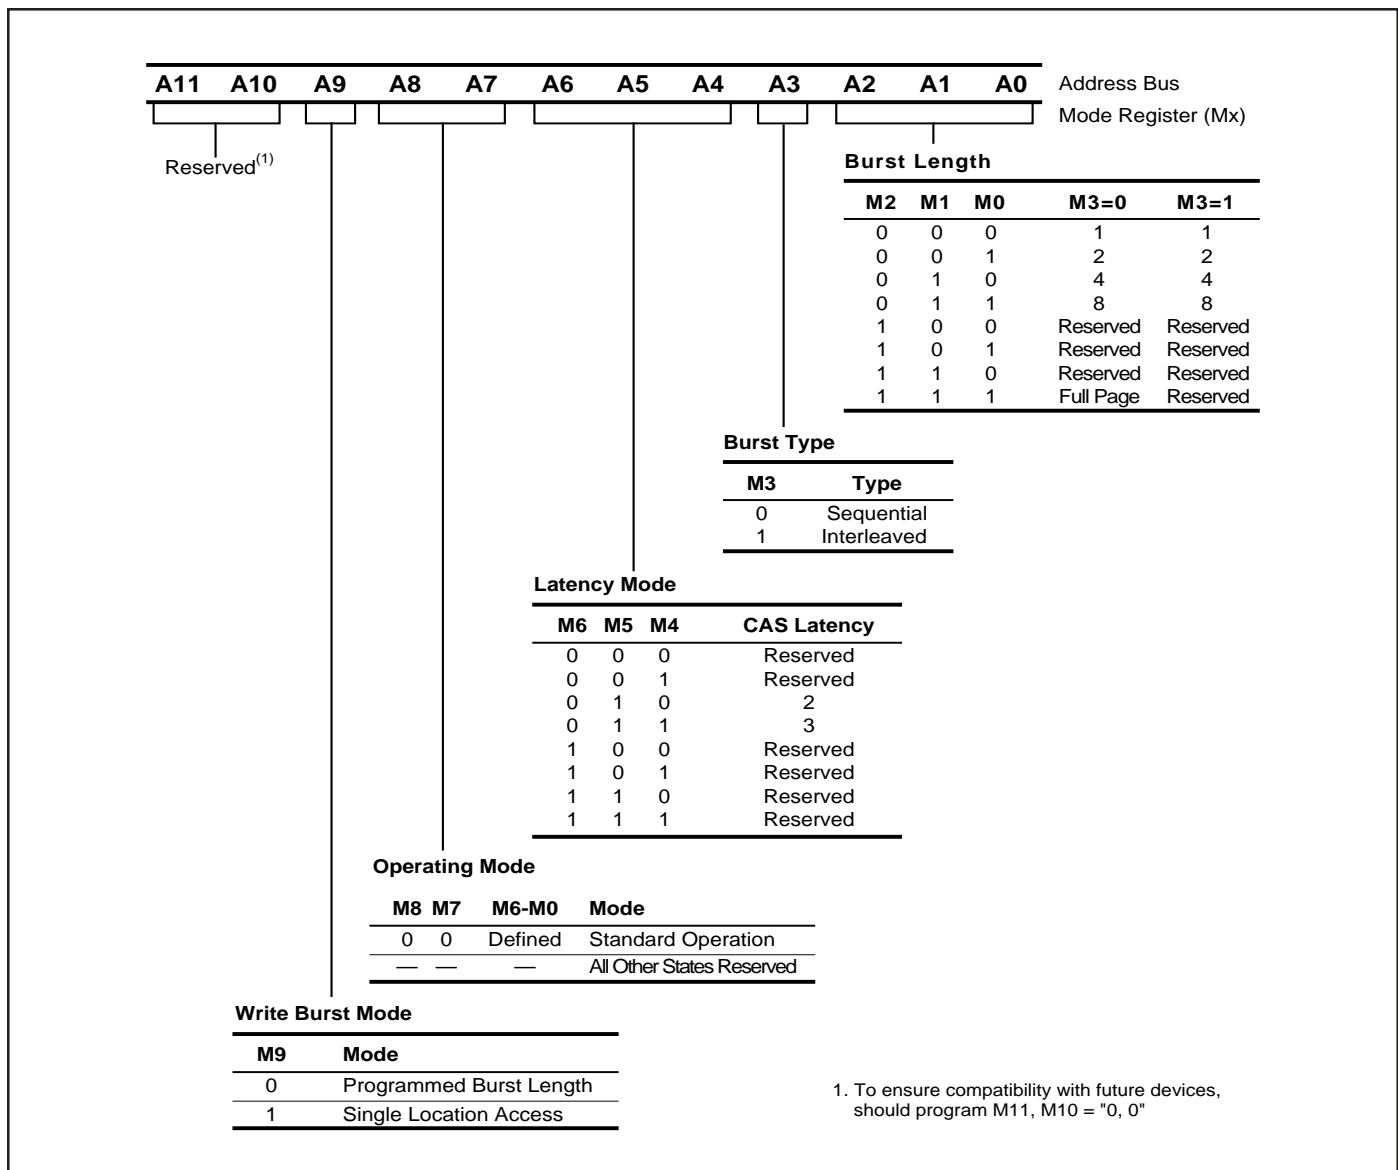 A11 A10 A9 A8 A7 A6 A5 A4 A3 A2 A1 A0 Address Bus
Mode Register (Mx)
Reserved(1)
Burst Length
M2 M1 M0 M3=0 M3=1
0 0 0 1 1
0 0 1 2 2
0 1 0 4 4
0 1 1 8 8
1 0 0 Reserved Reserved
1 0 1 Reserved Reserved
1 1 0 Reserved Reserved
1 1 1 Full Page Reserved
Burst Type
M3 Type
0 Sequential
1 Interleaved
Latency Mode
M6 M5 M4 CAS Latency
0 0 0 Reserved
0 0 1 Reserved
0 1 0 2
0 1 1 3
1 0 0 Reserved
1 0 1 Reserved
1 1 0 Reserved
1 1 1 Reserved
Operating Mode
M8 M7 M6-M0 Mode
0 0 Defined Standard Operation
— — — All Other States Reserved
Write Burst Mode
M9 Mode
0 Programmed Burst Length
1 Single Location Access
1. To ensure compatibility with future devices,
should program M11, M10 = "0, 0"